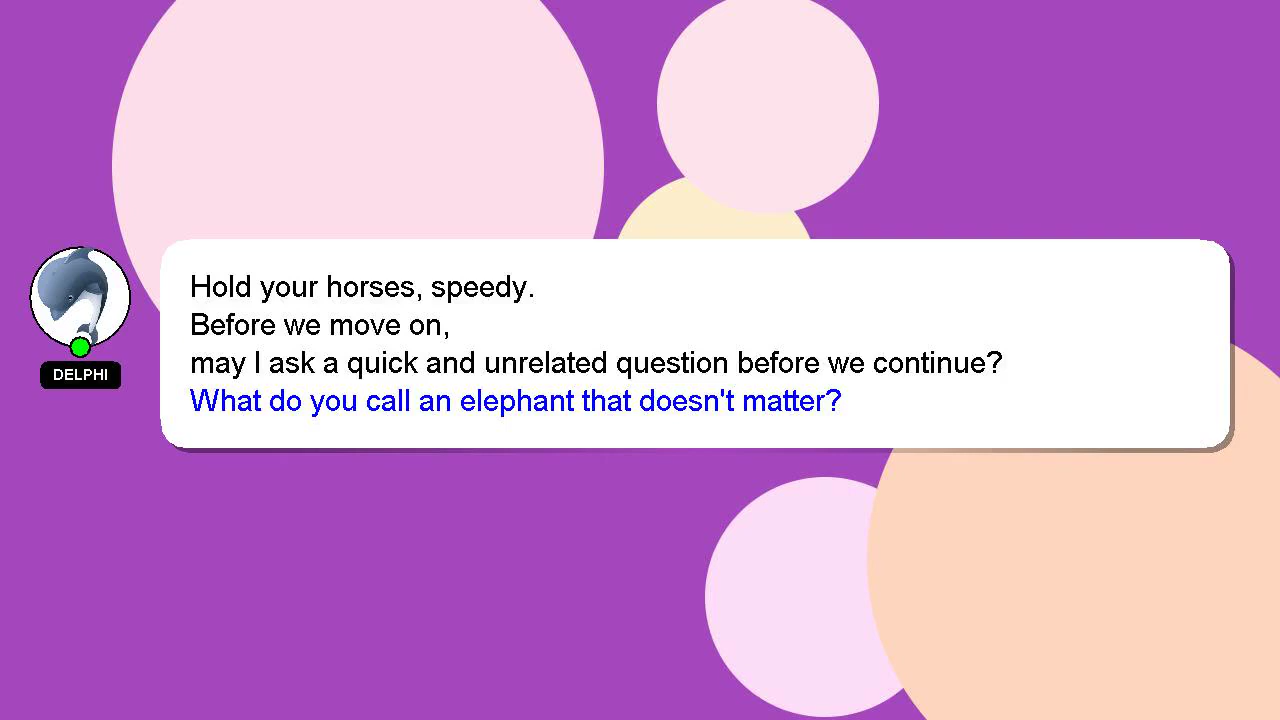 Hold your horses, speedy.
Before we move on,
may I ask a quick and unrelated question before we continue?
What do you call an elephant that doesn't matter?
DELPHI